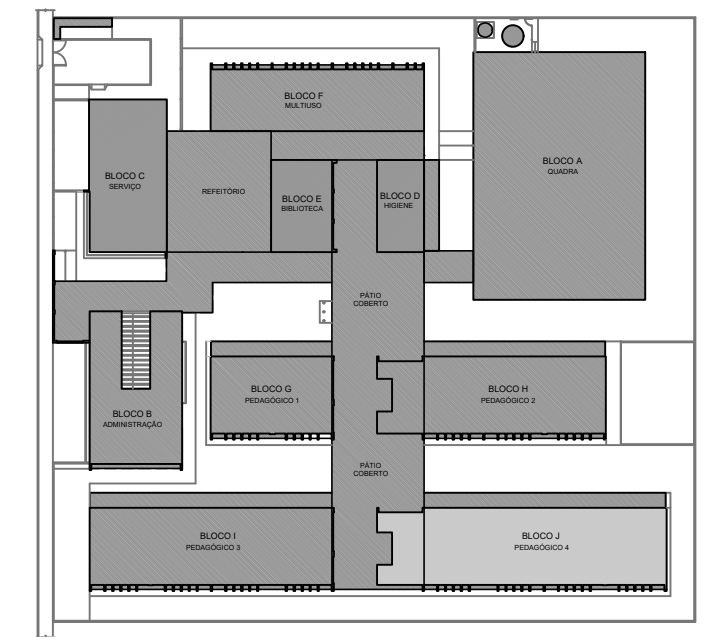 BLOCO F
MULTIUSO
BLOCO A
QUADRA
BLOCO C
SERVIÇO
REFEITÓRIO
BLOCO E
BIBLIOTECA
BLOCO D
HIGIENE
PÁTIO
COBERTO
BLOCO B
ADMINISTRAÇÃO
BLOCO G
PEDAGÓGICO 1
BLOCO H
PEDAGÓGICO 2
PÁTIO
COBERTO
BLOCO I
PEDAGÓGICO 3
BLOCO J
PEDAGÓGICO 4